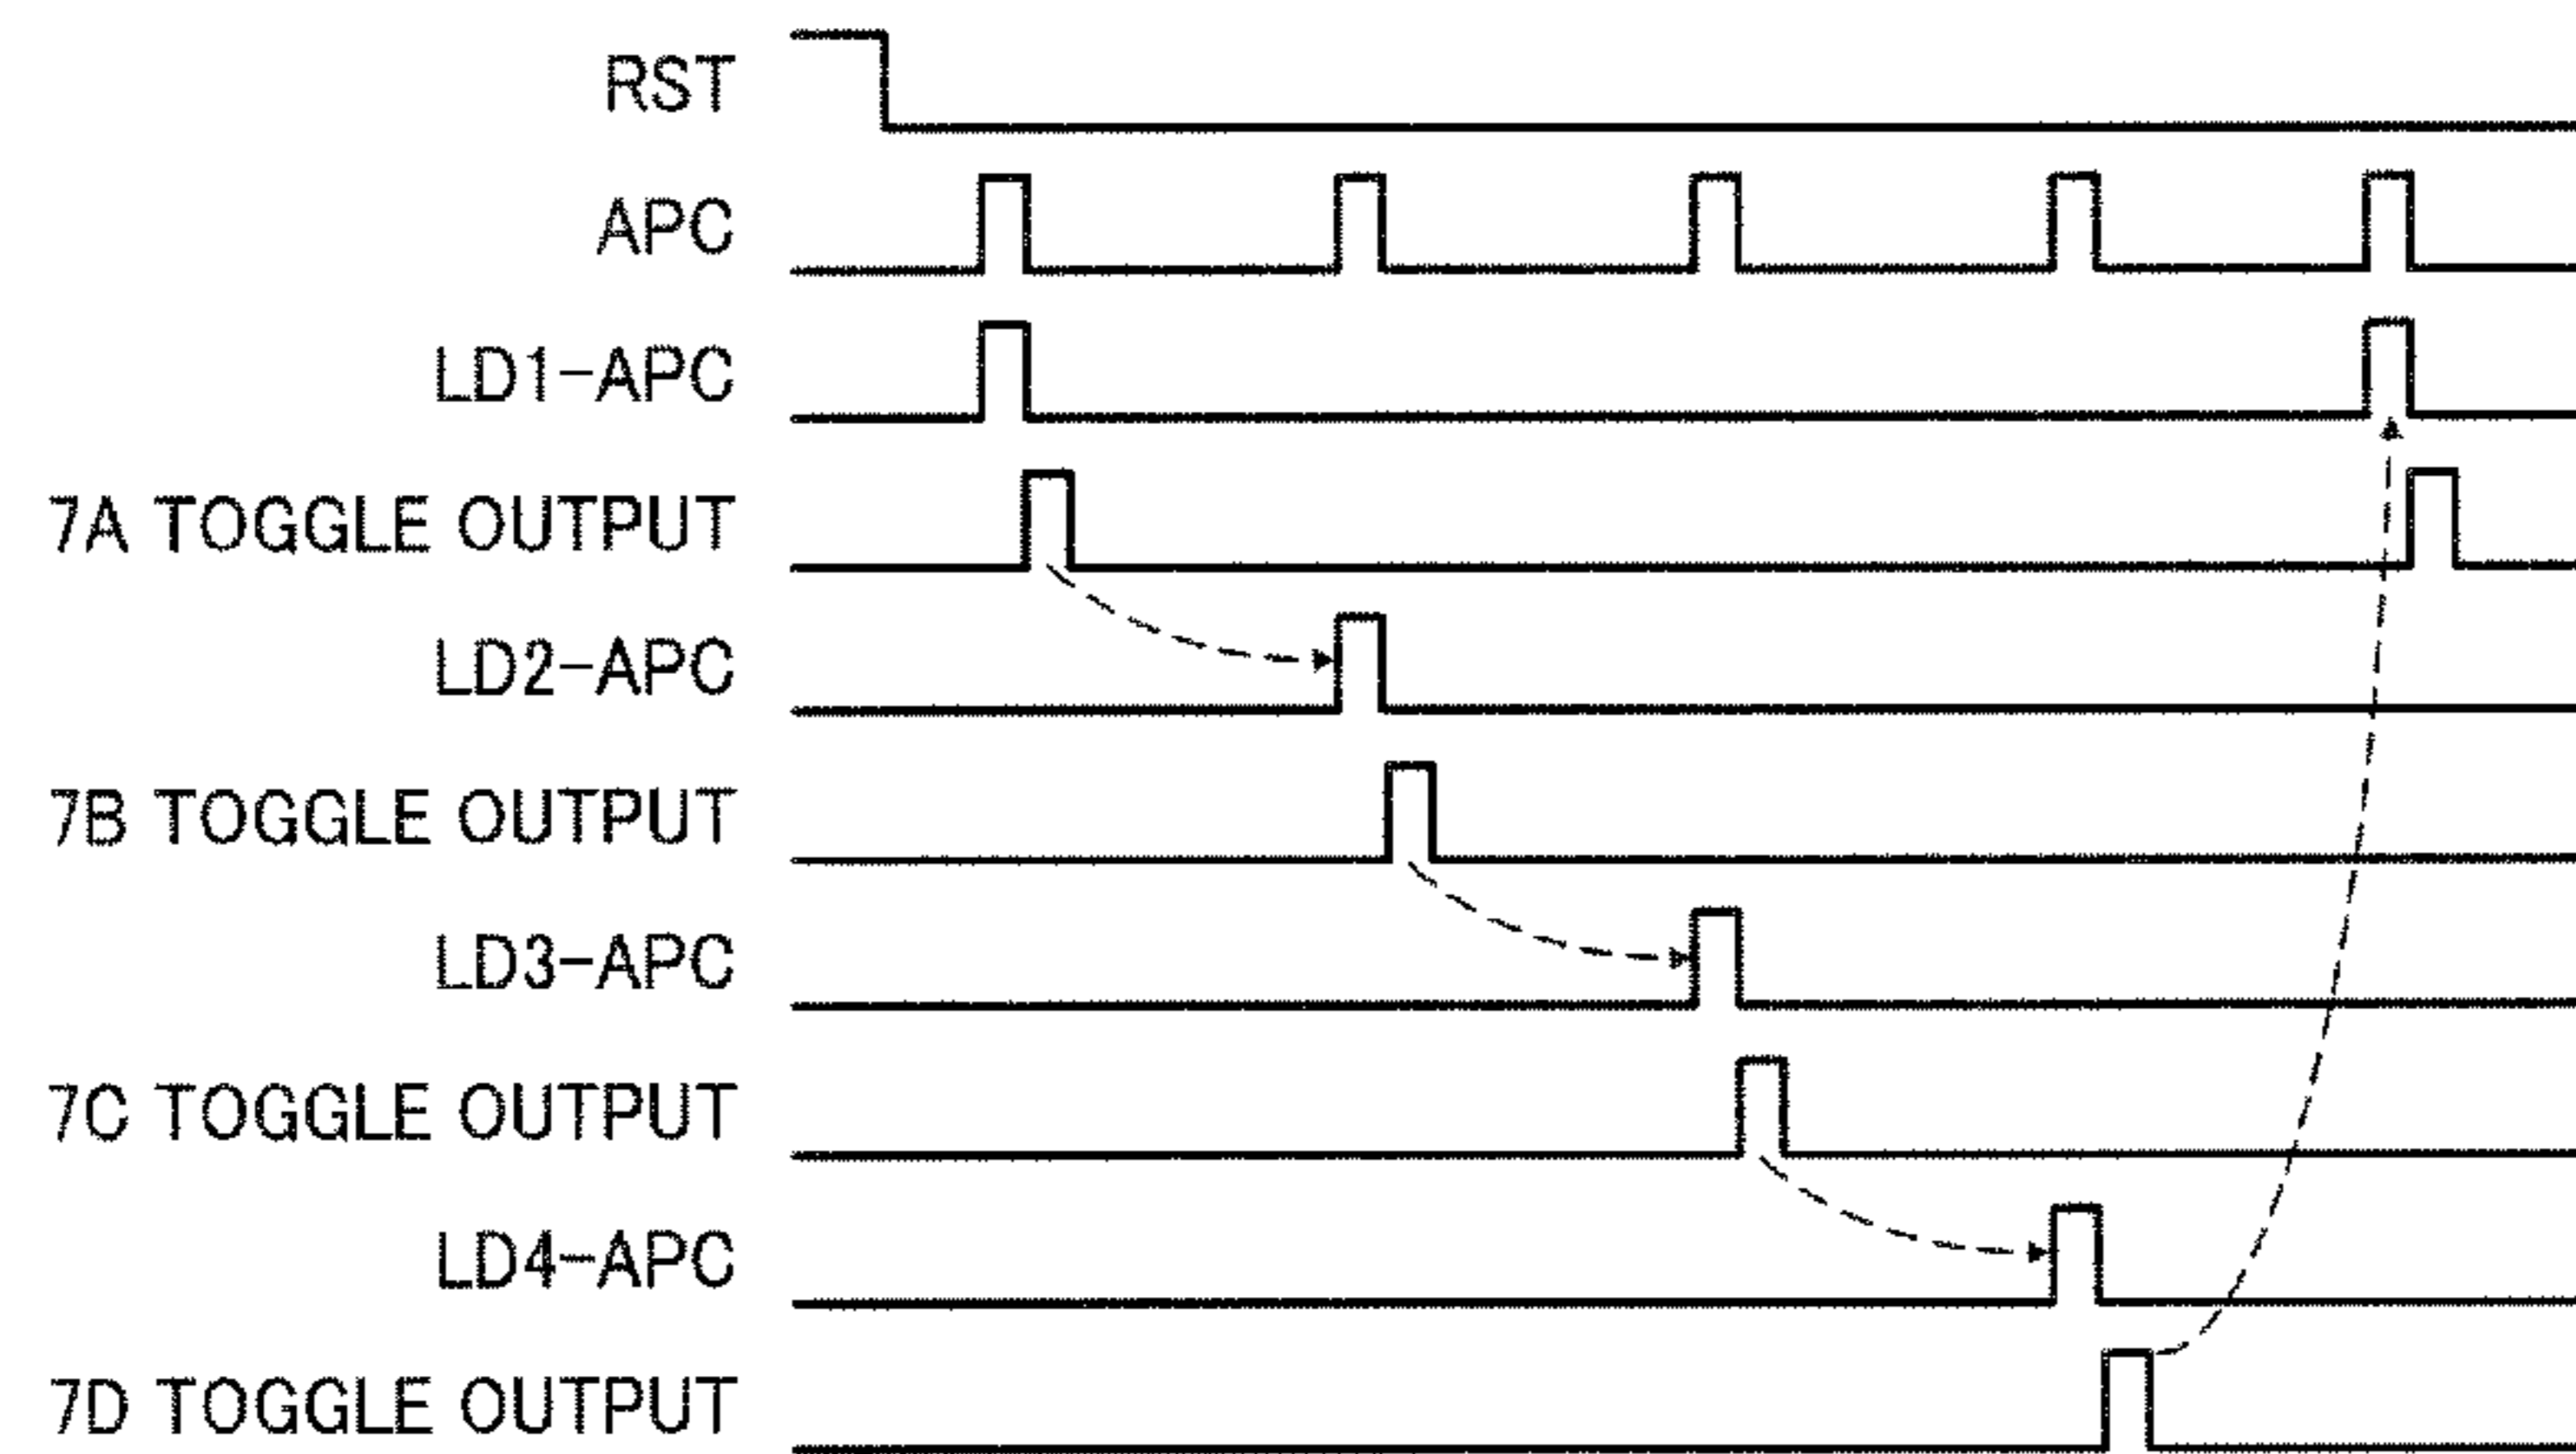 RST
APC
LD1-APC
7A TOGGLE OUTPUT
LD2-APC
7B TOGGLE OUTPUT
LD3-APC
7C TOGGLE OUTPUT
LD4-APC
7D TOGGLE OUTPUT